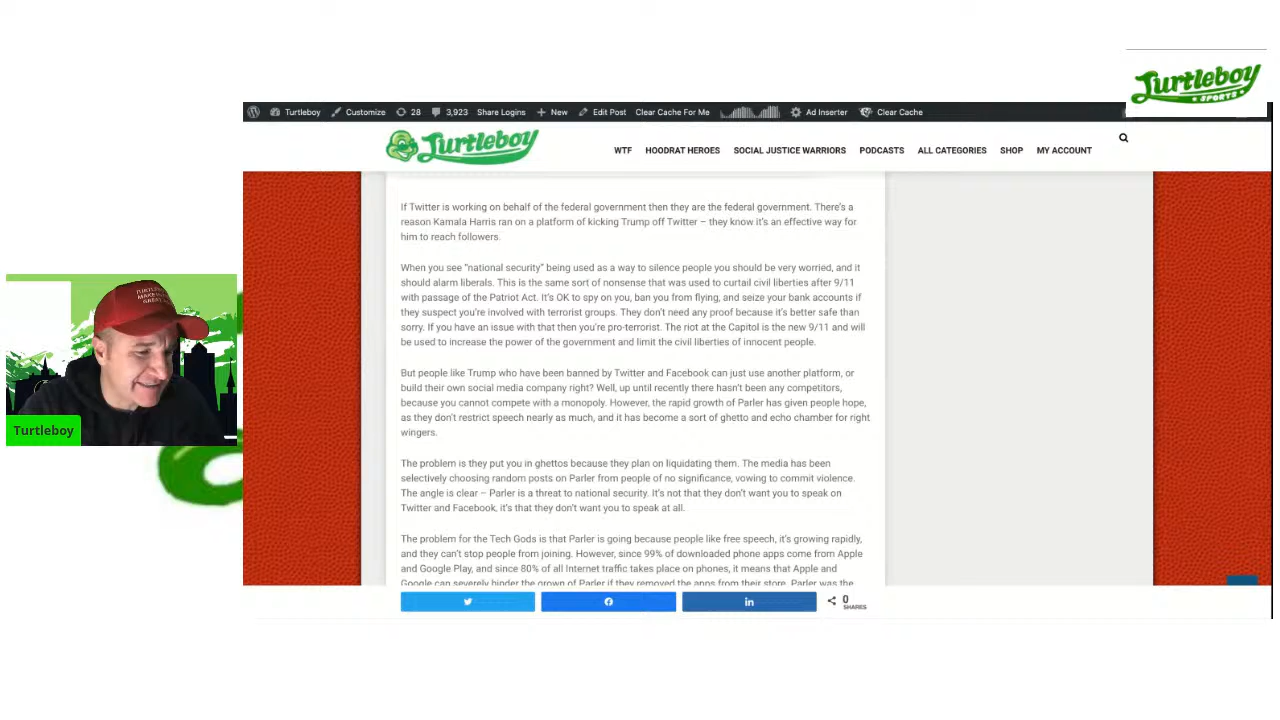 Turtleboy
SPORTS
Turtleboy Customize 28 3,923 Share Logins New Edit Post Clear Cache For Me Ad Inserter Clear Cache
Turtleboy
WTF HOODRAT HEROES SOCIAL JUSTICE WARRIORS PODCASTS ALL CATEGORIES SHOP MY ACCOUNT
If Twitter is working on behalf of the federal government then they are the federal government. There's a
reason Kamala Harris ran on a platform of kicking Trump off Twitter – they know it's an effective way for
him to reach followers.
When you see "national security" being used as a way to silence people you should be very worried, and it
should alarm liberals. This is the same sort of nonsense that was used to curtail civil liberties after 9/11
with passage of the Patriot Act. It's OK to spy on you, ban you from flying, and seize your bank accounts if
they suspect you're involved with terrorist groups. They don't need any proof because it's better safe than
sorry. If you have an issue with that then you're pro-terrorist. The riot at the Capitol is the new 9/11 and will
be used to increase the power of the government and limit the civil liberties of innocent people.
But people like Trump who have been banned by Twitter and Facebook can just use another platform, or
build their own social media company right? Well, up until recently there hasn't been any competitors,
because you cannot compete with a monopoly. However, the rapid growth of Parler has given people hope,
as they don't restrict speech nearly as much, and it has become a sort of ghetto and echo chamber for right
wingers.
The problem is they put you in ghettos because they plan on liquidating them. The media has been
selectively choosing random posts on Parler from people of no significance, vowing to commit violence.
The angle is clear – Parler is a threat to national security. It's not that they don't want you to speak on
Twitter and Facebook, it's that they don't want you to speak at all.
The problem for the Tech Gods is that Parler is going because people like free speech, it's growing rapidly,
and they can't stop people from joining. However, since 99% of downloaded phone apps come from Apple
and Google Play, and since 80% of all Internet traffic takes place on phones, it means that Apple and
Google can severely hinder the grown of Parler if they removed the apps from their store. Parler was the
0
SHARES
Turtleboy